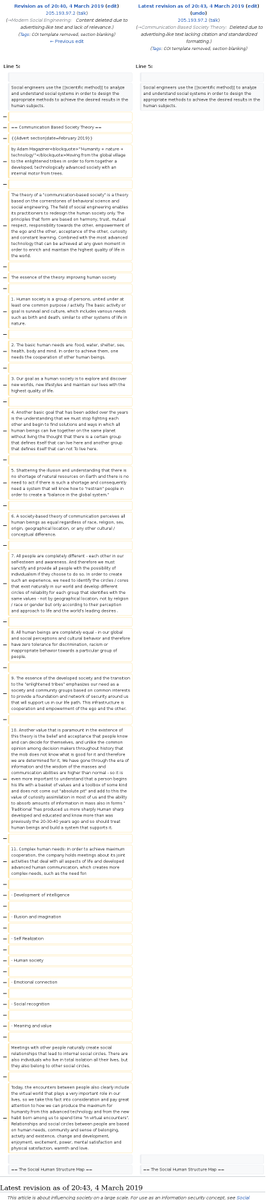 Revision as of 20:40, 4 March 2019 (edit)
205.193.97.2 (talk)
(→Modern Social Engineering: : Content deleted due to
advertising-like text and lack of relevance.)
(Tags: COI template removed, section blanking)
← Previous edit
Latest revision as of 20:43, 4 March 2019 (edit)
(undo)
205.193.97.2 (talk)
(→Communication Based Society Theory: : Deleted due to
advertising-like text lacking citation and standardize
formatting.)
(Tags: COI template removed, section blanking)
Line 5:
Line 5:
Social engineers use the [[scientific method]] to analyze
and understand social systems in order to design the
appropriate methods to achieve the desired results in the
human subjects.
Social engineers use the [[scientific method]] to analyze
and understand social systems in order to design the
appropriate methods to achieve the desired results in the
human subjects.
== Communication Based Society Theory ==
{{Advert section|date=February 2019}}
by Adam Magazine<blockquote>"Humanity + nature +
technology"</blockquote>Moving from the global village
to the enlightened tribes in order to form together a
developed, technologically advanced society with an
internal motor from trees.
The theory of a "communication-based society" is a theory
based on the cornerstones of behavioral science and
social engineering. The field of social engineering enables
its practitioners to redesign the human society only. The
principles that form are based on harmony, trust, mutual
respect, responsibility towards the other, empowerment of
the ego and the other, acceptance of the other, curiosity
and constant learning. Combined with the most advanced
technology that can be achieved at any given moment in
order to enrich and maintain the highest quality of life in
the world.
The essence of the theory improving human society
1. Human society is a group of persons, united under at
least one common purpose / activity. The basic activity or
goal is survival and culture, which includes various needs
such as birth and death, similar to other systems of life in
nature.
2. The basic human needs are: food, water, shelter, sex,
health, body and mind. In order to achieve them, one
needs the cooperation of other human beings.
3. Our goal as a human society is to explore and discover
new worlds, new lifestyles and maintain our lives with the
highest quality of life.
4. Another basic goal that has been added over the years
is the understanding that we must stop fighting each
other and begin to find solutions and ways in which all
human beings can live together on the same planet
without living the thought that there is a certain group
that defines itself that can live here and another group
that defines itself that can not To live here.
5. Shattering the illusion and understanding that there is
no shortage of natural resources on Earth and there is no
need to act if there is such a shortage and consequently
need a system that will know how to "restrain" people in
order to create a "balance in the global system."
6. A society-based theory of communication perceives all
human beings as equal regardless of race, religion, sex,
origin, geographical location, or any other cultural /
conceptual difference.
7. All people are completely different - each other in our
selfesteem and awareness. And therefore we must
sanctify and provide all people with the possibility of
individualism if they choose to do so. In order to create
such an experience, we need to identify the circles / cores
that exist naturally in our world and develop different
circles of reliability for each group that identifies with the
same values - not by geographical location, not by religion
/ race or gender but only according to their perception
and approach to life and the world's leading desires.
8. All human beings are completely equal - in our global
and social perceptions and cultural behavior and therefore
have zero tolerance for discrimination, racism or
inappropriate behavior towards a particular group of
people.
9. The essence of the developed society and the transition
to the "enlightened tribes" emphasizes our need as a
society and community groups based on common interests
to provide a foundation and network of security around us
that will support us in our life path. This infrastructure is
cooperation and empowerment of the ego and the other.
10. Another value that is paramount in the existence of
this theory is the belief and acceptance that people know
and can decide for themselves, and unlike the common
opinion among decision makers throughout history that
the mob does not know what is good for it and therefore
we are determined for it. We have gone through the era of
information and the wisdom of the masses and
communication abilities are higher than normal - so it is
even more important to understand that a person begins
his life with a basket of values and a toolbox of some kind
and does not come out "absolute pit" and add to this the
value of curiosity assimilation in most of us and the ability
to absorb amounts of information in mass also in forms."
Traditional 'has produced us more sharply Human sharp
developed and educated and know more than was
previously the 20-30-40 years ago and so should treat
human beings and build a system that supports it.
11. Complex human needs: In order to achieve maximum
cooperation, the company holds meetings about its joint
activities that deal with all aspects of life and developed
advanced human communication, which creates more
complex needs, such as the need for:
· Development of intelligence
· Illusion and imagination
· Self Realization
· Human society
· Emotional connection
· Social recognition
· Meaning and value
Meetings with other people naturally create social
relationships that lead to internal social circles. There are
also individuals who live in total isolation all their lives, but
they also belong to other social circles.
Today, the encounters between people also clearly include
the virtual world that plays a very important role in our
lives, so we take this fact into consideration and pay great
attention to how we can produce the maximum for
humanity from this advanced technology and from the new
habit born among us to spend time "in virtual encounters".
Relationships and social circles between people are based
on human needs, community and sense of belonging,
activity and existence, change and development,
enjoyment, excitement, power, mental satisfaction and
physical satisfaction, warmth and love.
== The Social Human Structure Map ==
== The Social Human Structure Map ==
Latest revision as of 20:43, 4 March 2019
This article is about influencing society on a large scale. For use as an information security concept, see Social